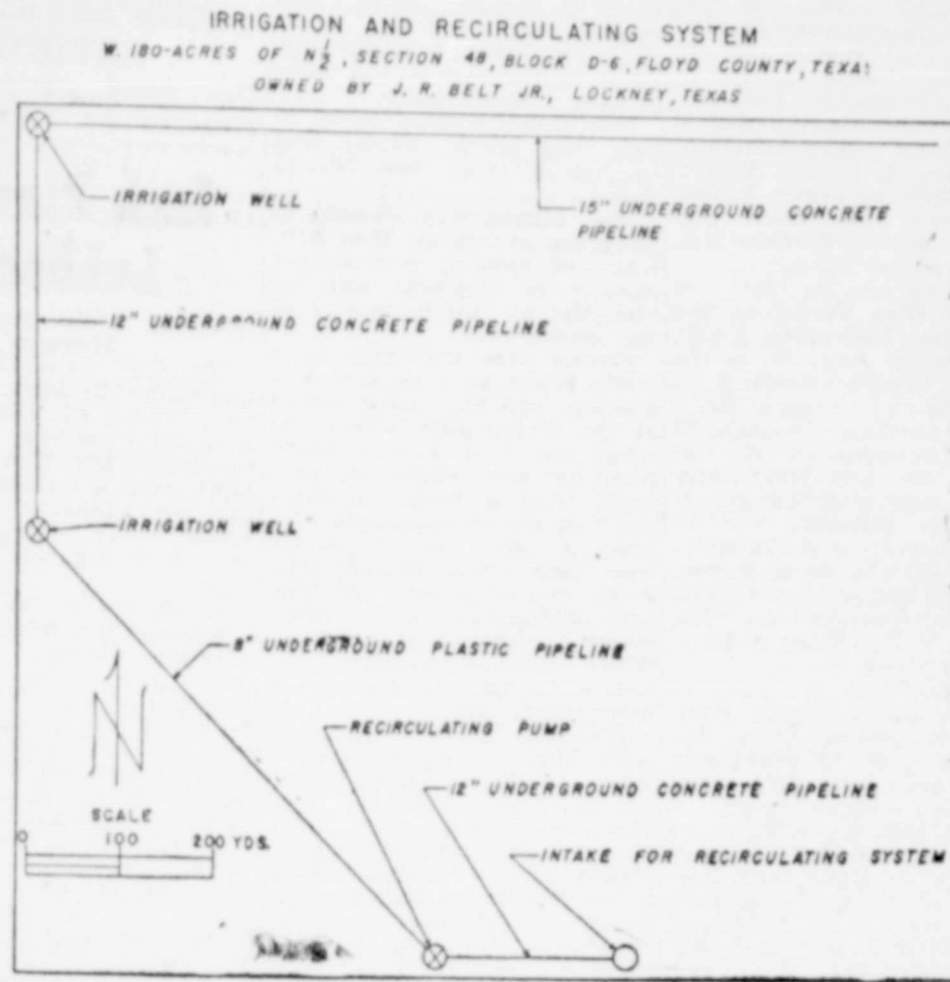 IRRIGATION AND RECIRCULATING SYSTEM
W. 180-ACRES OF N½, SECTION 48, BLOCK D-6, FLOYD COUNTY, TEXAS
OWNED BY J. R. BELT JR., LOCKNEY, TEXAS
IRRIGATION WELL
15" UNDERGROUND CONCRETE
PIPELINE
12" UNDERGROUND CONCRETE PIPELINE
IRRIGATION WELL
8" UNDERGROUND PLASTIC PIPELINE
N
RECIRCULATING PUMP
12" UNDERGROUND CONCRETE PIPELINE
SCALE
0 100 200 YDS.
INTAKE FOR RECIRCULATING SYSTEM